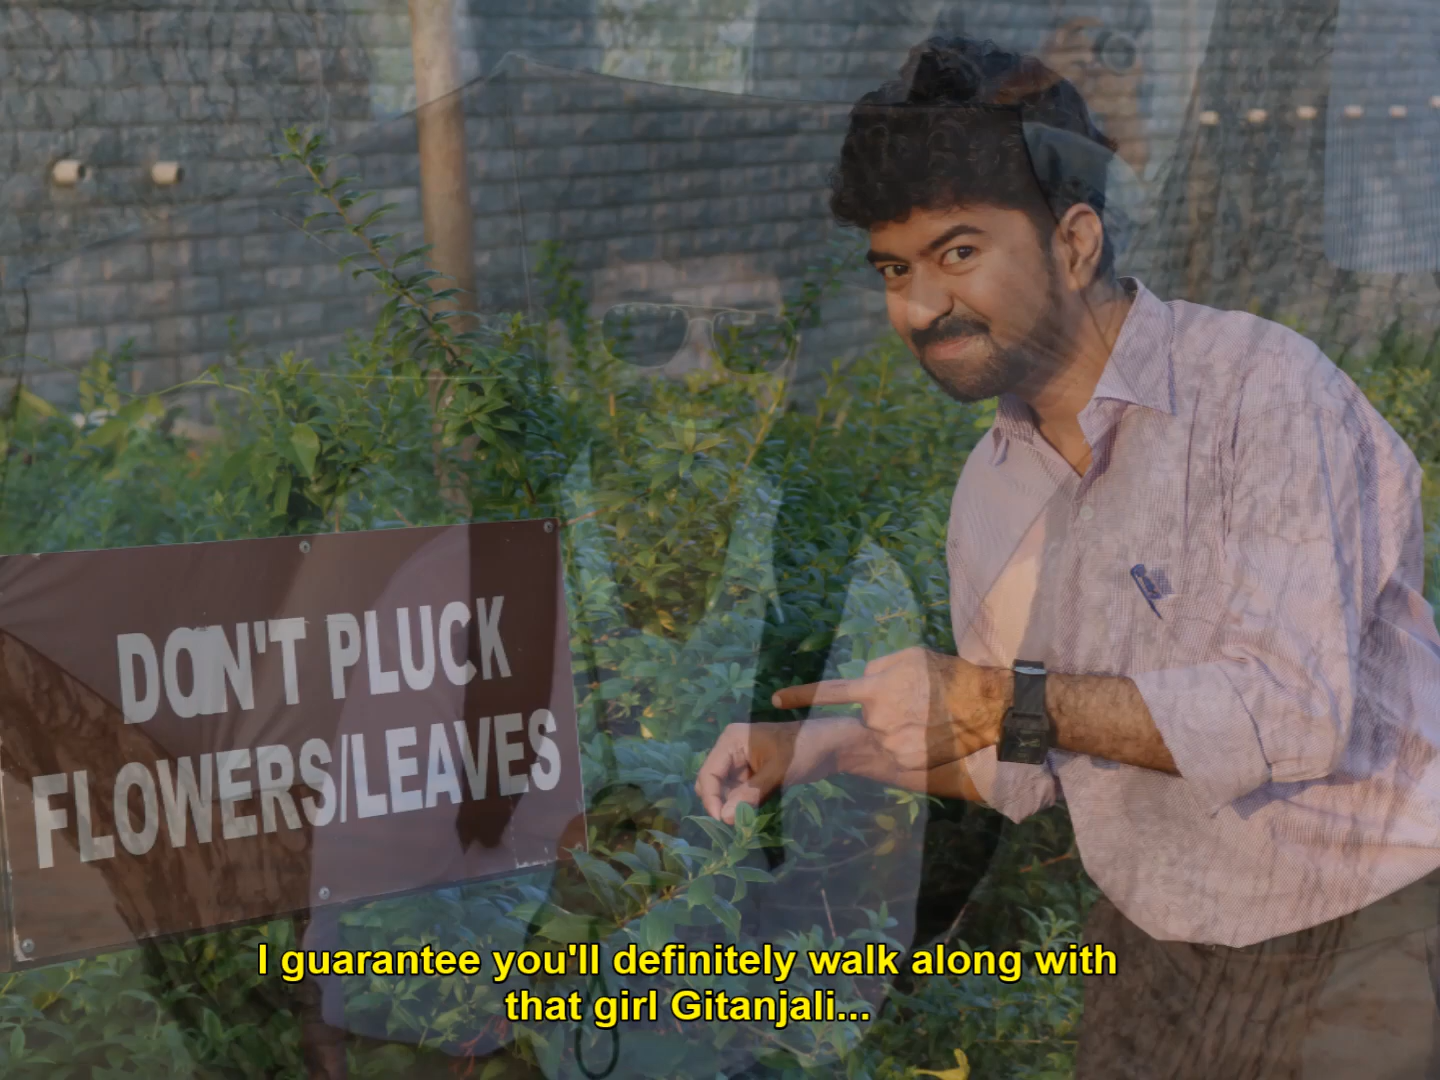 DON'T PLUCK
FLOWERS/LEAVES
I guarantee you'll definitely walk along with
that girl Gitanjali...